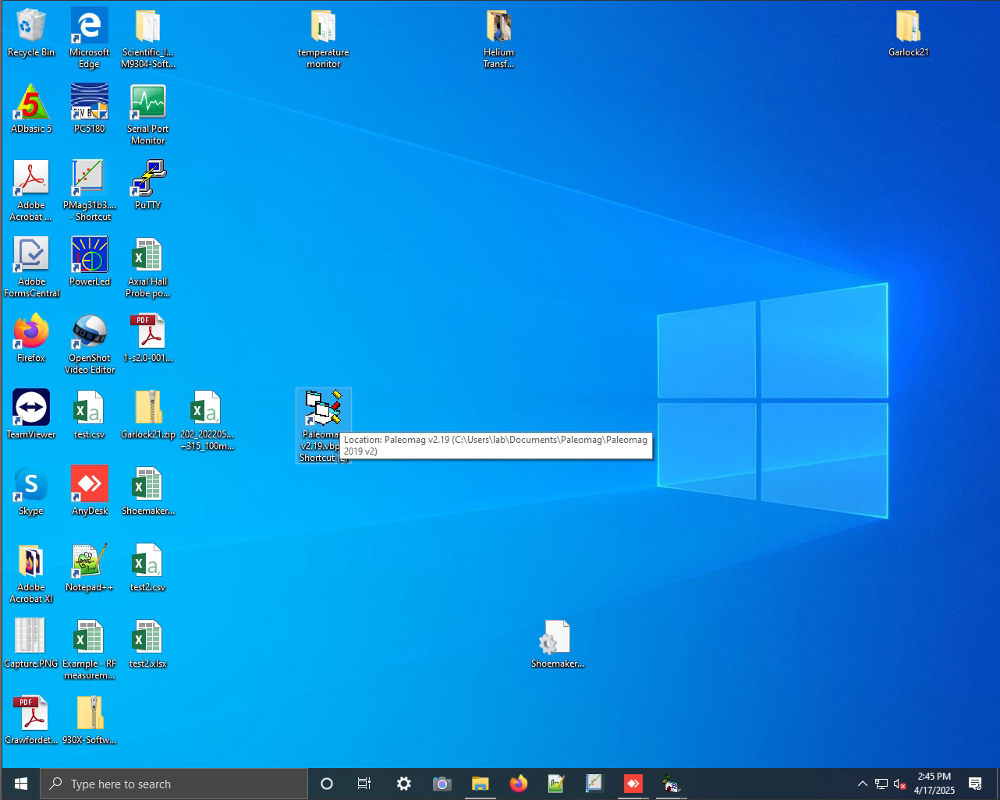 Recycle Bin
Microsoft
Edge
Scientific_I...
M9304-Soft...
temperature
monitor
Helium
Transf...
Garlock21
ADbasic 5
PC5180
Serial Port
Monitor
Adobe
Acrobat ...
PMag31b3....
- Shortcut
PuTTY
Adobe
FormsCentral
PowerLed
Axial Hall
Probe po...
Firefox
OpenShot
Video Editor
PDF
1-s2.0-001...
TeamViewer
test.csv
Garlock21.zip
202_202205...
+315_100m...
Paleoma
v2.19.vbp
Shortcut (2)
Location: Paleomag v2.19 (C:\Users\lab\Documents\Paleomag\Paleomag
2019 v2)
Skype
AnyDesk
Shoemaker...
Adobe
Acrobat XI
Notepad++
test2.csv
Capture.PNG
Example - RF
measurem...
test2.xlsx
Shoemaker...
PDF
Crawfordet...
930X-Softw...
Type here to search
2:45 PM
4/17/2025